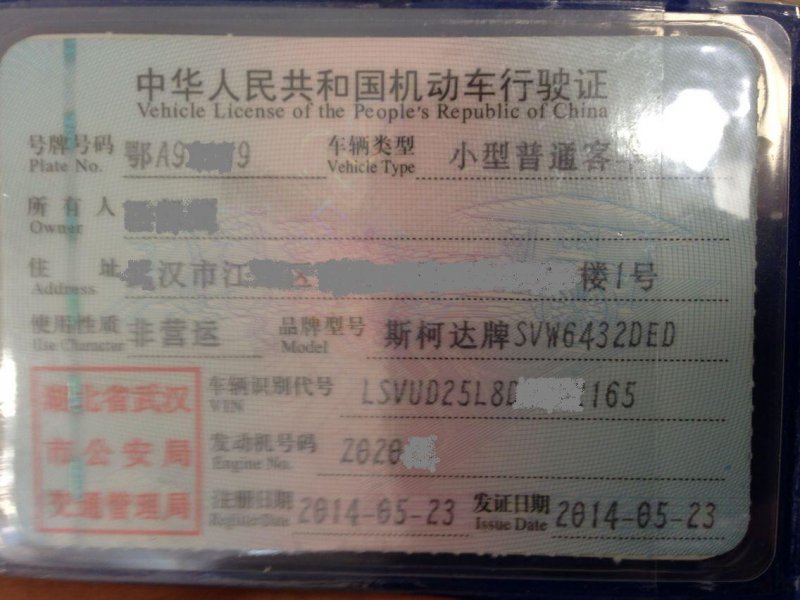 中华人民共和国机动车行驶证
Vehicle License of the People's Republic of China
号牌号码 鄂A9 9 车辆类型 小型普通客
Plate No. Vehicle Type
所有人
Owner
住址 汉市江 楼1号
Address
使用性质 非营运 品牌型号 斯柯达牌SVW6432DED
Use Character Model
车辆识别代号 LSVUD25L8D 165
VIN
发动机号码 Z020
Engine No.
注册日期 2014-05-23 发证日期 2014-05-23
Register Date Issue Date
湖北省武汉
市公安局
交通管理局